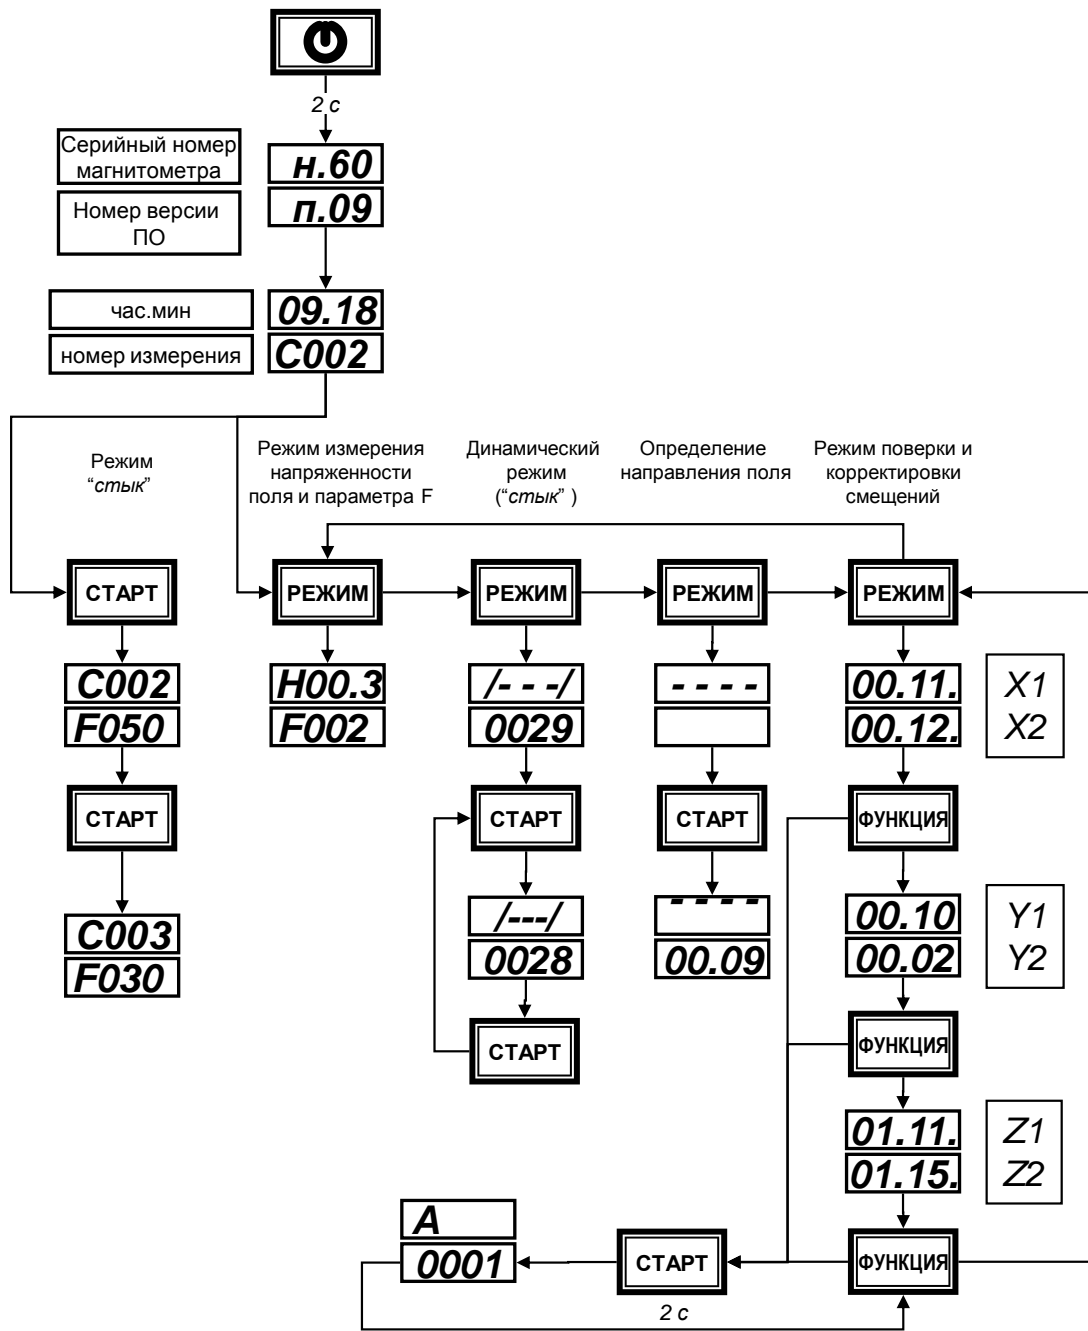 2 с
Серийный номер
магнитометра
н.60
Номер версии
ПО
п.09
час.мин
09.18
номер измерения
С002
Режим
“стык”
Режим измерения
напряженности
поля и параметра F
Динамический
режим
(“стык” )
Определение
направления поля
Режим поверки и
корректировки
смещений
СТАРТ
РЕЖИМ
РЕЖИМ
РЕЖИМ
РЕЖИМ
С002
F050
Н00.3
F002
/- - -/
0029
- - - -
00.11.
00.12.
X1
X2
СТАРТ
СТАРТ
СТАРТ
ФУНКЦИЯ
С003
F030
/---/
0028
- - - -
00.09
00.10
00.02
Y1
Y2
СТАРТ
ФУНКЦИЯ
01.11.
01.15.
Z1
Z2
А
0001
СТАРТ
2 с
ФУНКЦИЯ